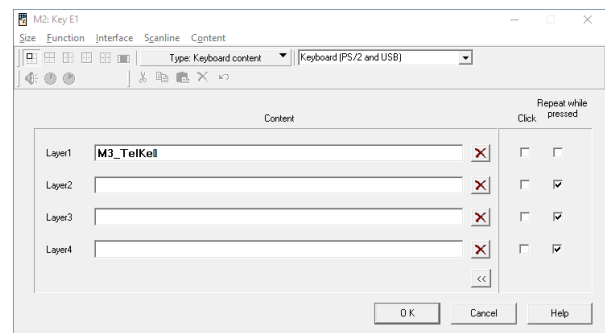 M2: Key E1
Size Function Interface Scanline Content
Type: Keyboard content Keyboard (PS/2 and USB)
Content Click Repeat while
pressed
Layer1 M3_TelKell
Layer2
Layer3
Layer4
<<
OK Cancel Help